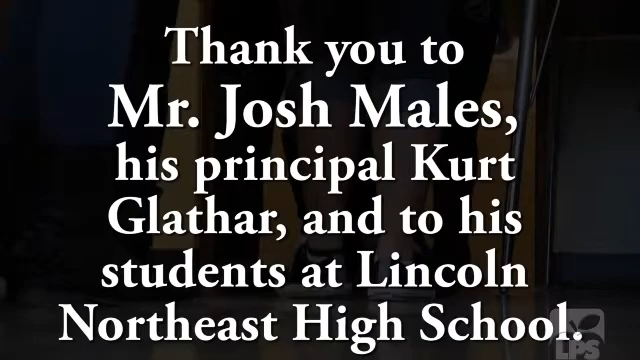 Thank you to
Mr. Josh Males,
his principal Kurt
Glathar, and to his
students at Lincoln
Northeast High School.
LPS